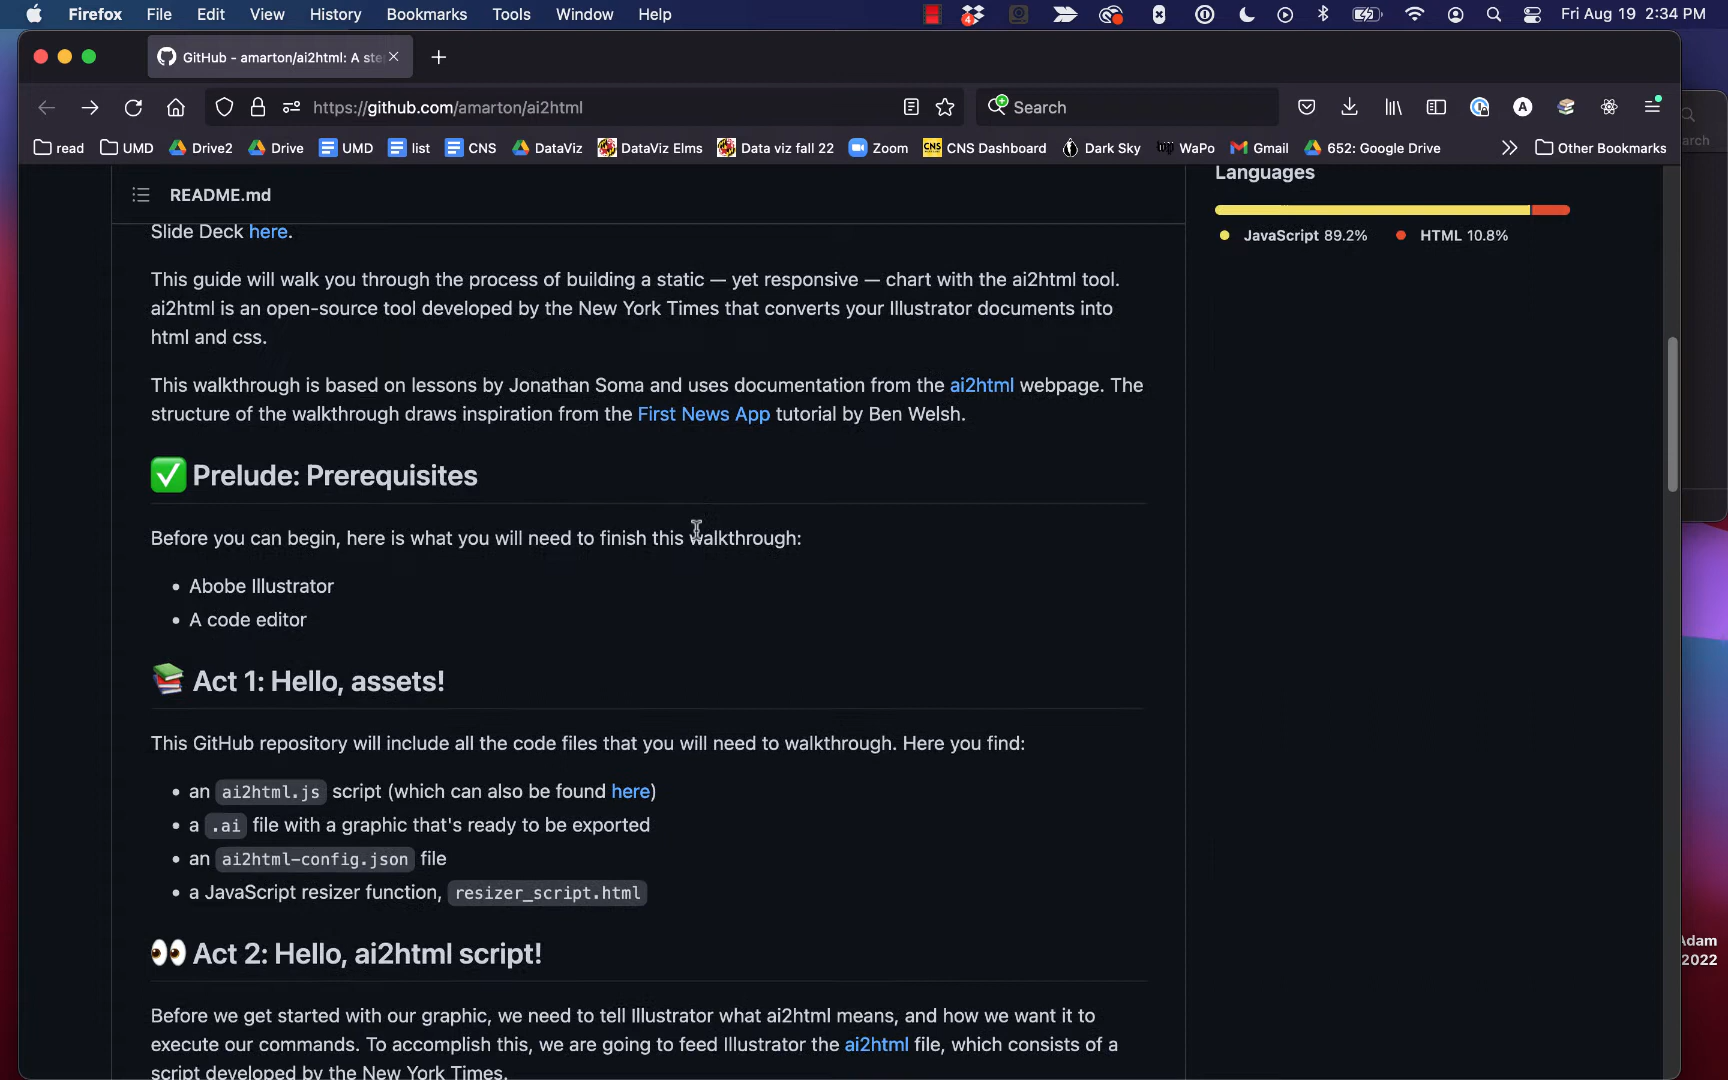 Firefox File Edit View History Bookmarks Tools Window Help 4 Fri Aug 19 2:34 PM
GitHub - amarton/ai2html: A ste
https://github.com/amarton/ai2html Search
read UMD Drive2 Drive UMD list CNS DataViz DataViz Elms Data viz fall 22 Zoom CNS CNS Dashboard Dark Sky wp WaPo Gmail 652: Google Drive Other Bookmarks
arch
README.md
Languages
JavaScript 89.2% HTML 10.8%
Slide Deck here.
This guide will walk you through the process of building a static — yet responsive — chart with the ai2html tool.
ai2html is an open-source tool developed by the New York Times that converts your Illustrator documents into
html and css.
This walkthrough is based on lessons by Jonathan Soma and uses documentation from the ai2html webpage. The
structure of the walkthrough draws inspiration from the First News App tutorial by Ben Welsh.
✅ Prelude: Prerequisites
Before you can begin, here is what you will need to finish this walkthrough:
• Abobe Illustrator
• A code editor
📚 Act 1: Hello, assets!
This GitHub repository will include all the code files that you will need to walkthrough. Here you find:
• an ai2html.js script (which can also be found here)
• a .ai file with a graphic that's ready to be exported
• an ai2html-config.json file
• a JavaScript resizer function, resizer_script.html
👀 Act 2: Hello, ai2html script!
Before we get started with our graphic, we need to tell Illustrator what ai2html means, and how we want it to
execute our commands. To accomplish this, we are going to feed Illustrator the ai2html file, which consists of a
script developed by the New York Times.
Adam
2022